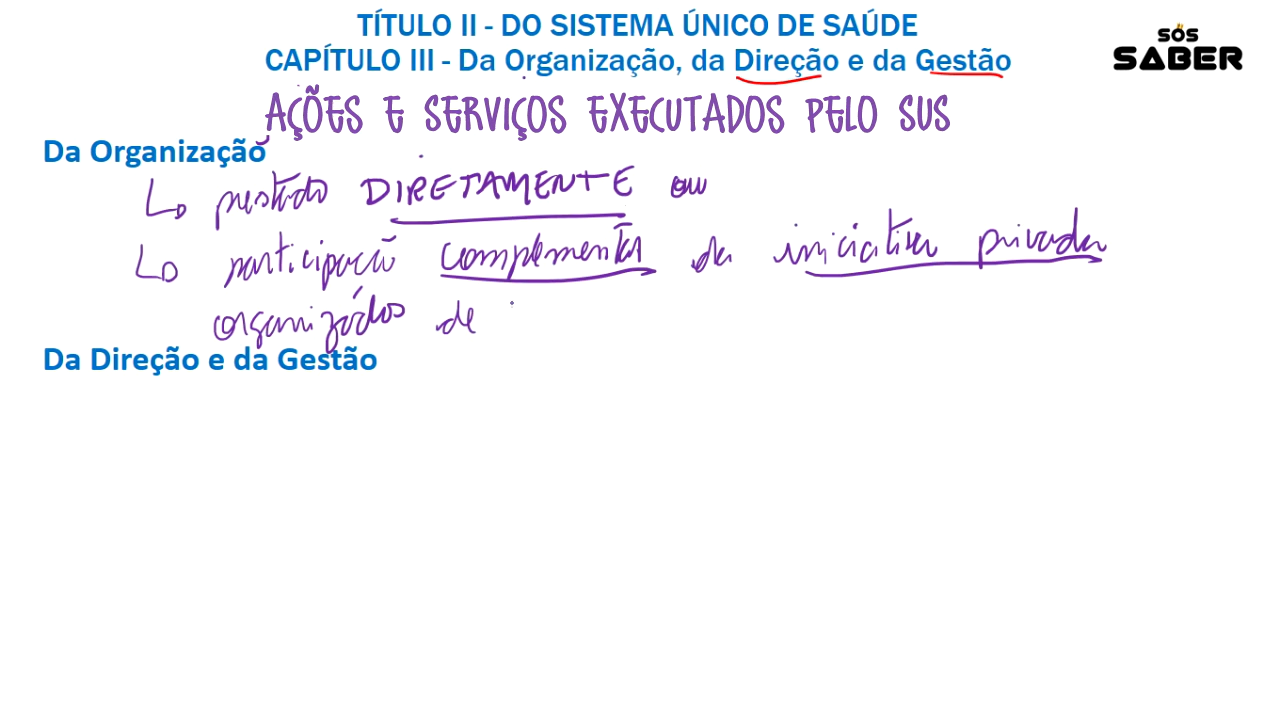 TÍTULO II - DO SISTEMA ÚNICO DE SAÚDE
CAPÍTULO III - Da Organização, da Direção e da Gestão
SÓS
SABER
AÇÕES E SERVIÇOS EXECUTADOS PELO SUS
Da Organização
prestado DIRETAMENTE ou
participação complementar da iniciativa privada
organizados de
Da Direção e da Gestão